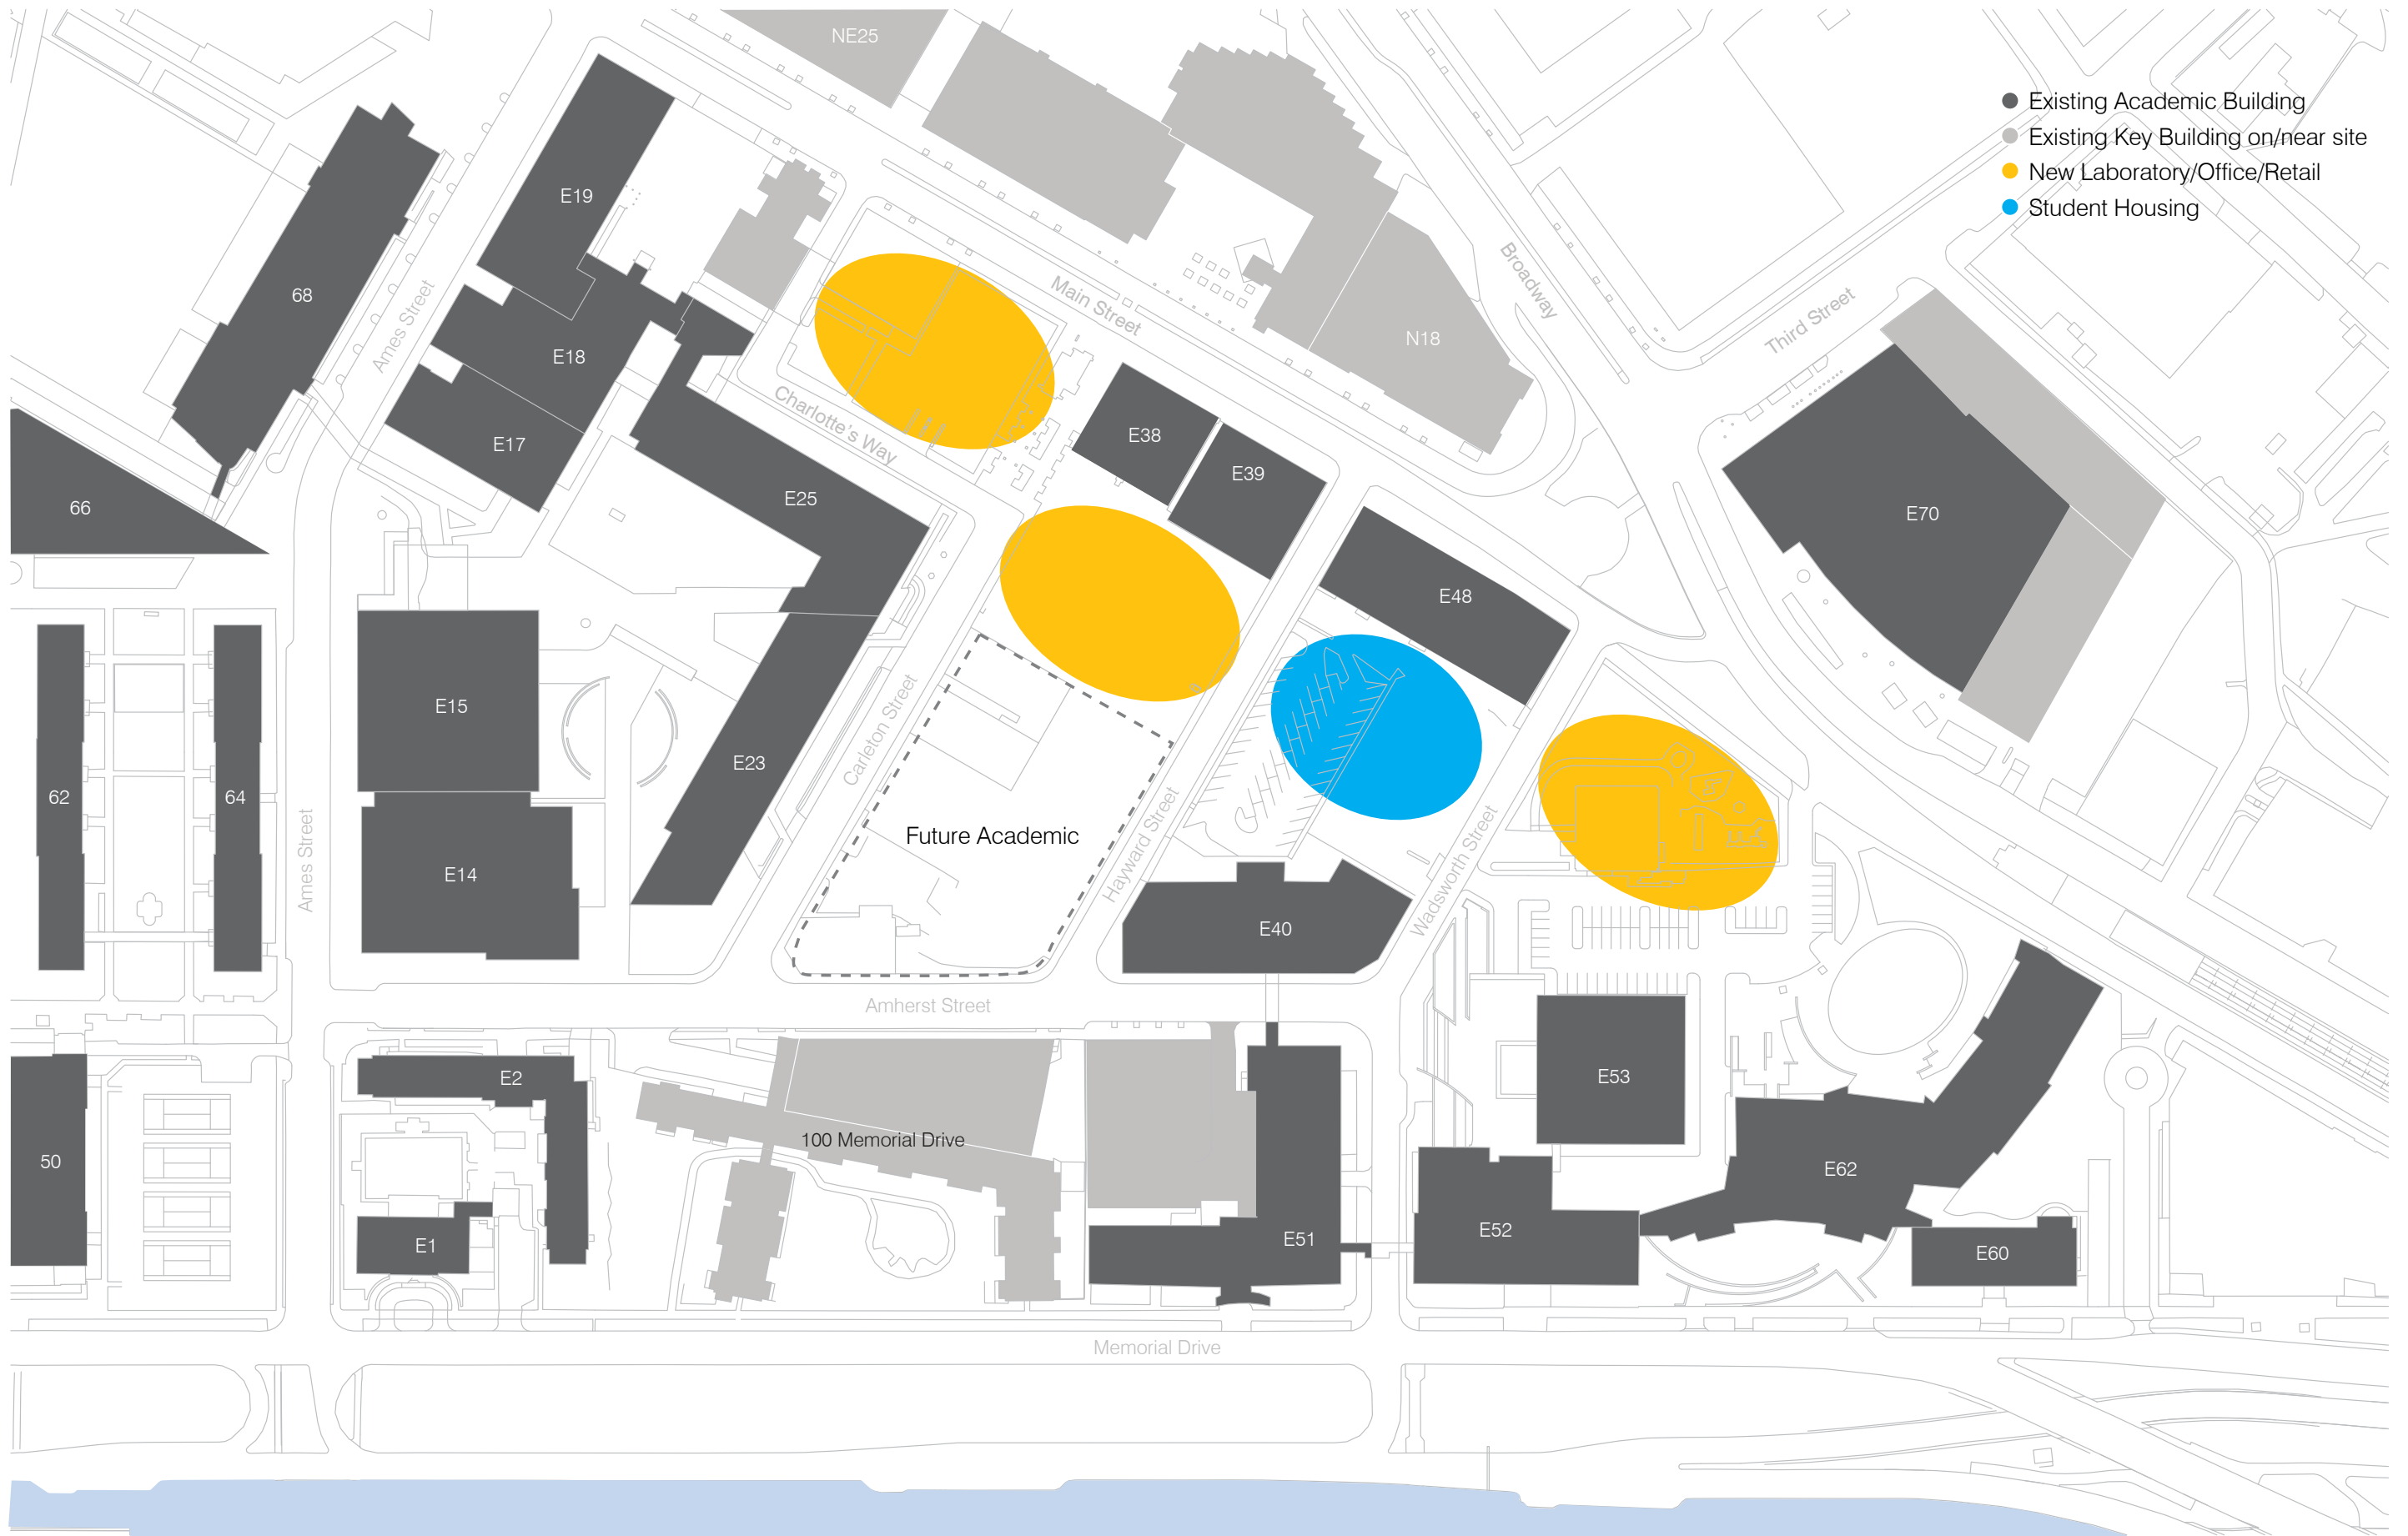 NE25
Existing Academic Building
Existing Key Building on/near site
New Laboratory/Office/Retail
Student Housing
E19
68
Ames Street
Main Street
Broadway
Third Street
N18
E18
E17
Charlotte's Way
E38
E39
E25
66
E70
E48
E15
E23
Carleton Street
62
64
Ames Street
E14
Future Academic
Hayward Street
Wadsworth Street
E40
Amherst Street
E2
E53
50
100 Memorial Drive
E62
E1
E51
E52
E60
Memorial Drive